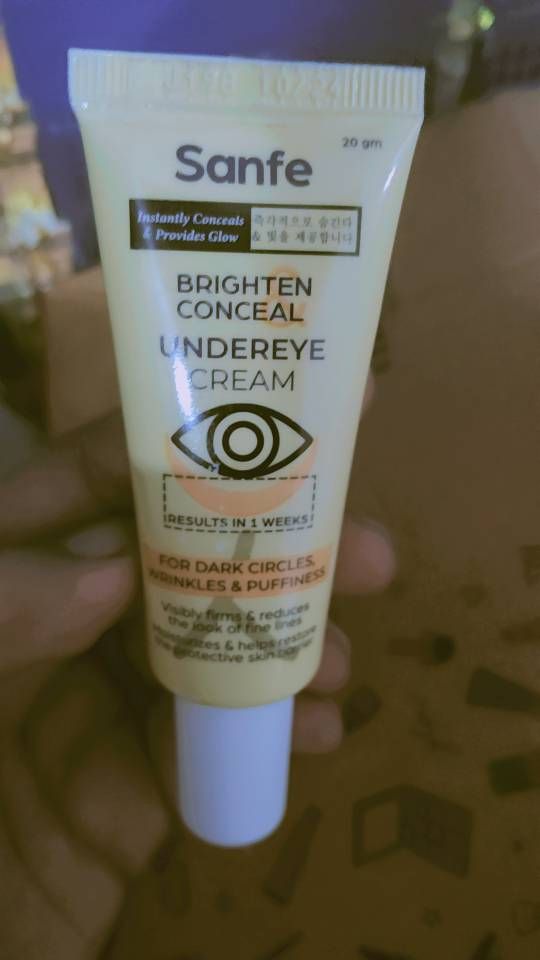 20 gm
Sanfe
Instantly Conceals
& Provides Glow
즉각적으로 숨긴다
& 빛을 제공합니다
BRIGHTEN
&
CONCEAL
UNDEREYE
CREAM
RESULTS IN 1 WEEKS
FOR DARK CIRCLES,
WRINKLES & PUFFINESS
Visibly firms & reduces
the look of fine lines
Moisturizes & helps restore
the protective skin barrier